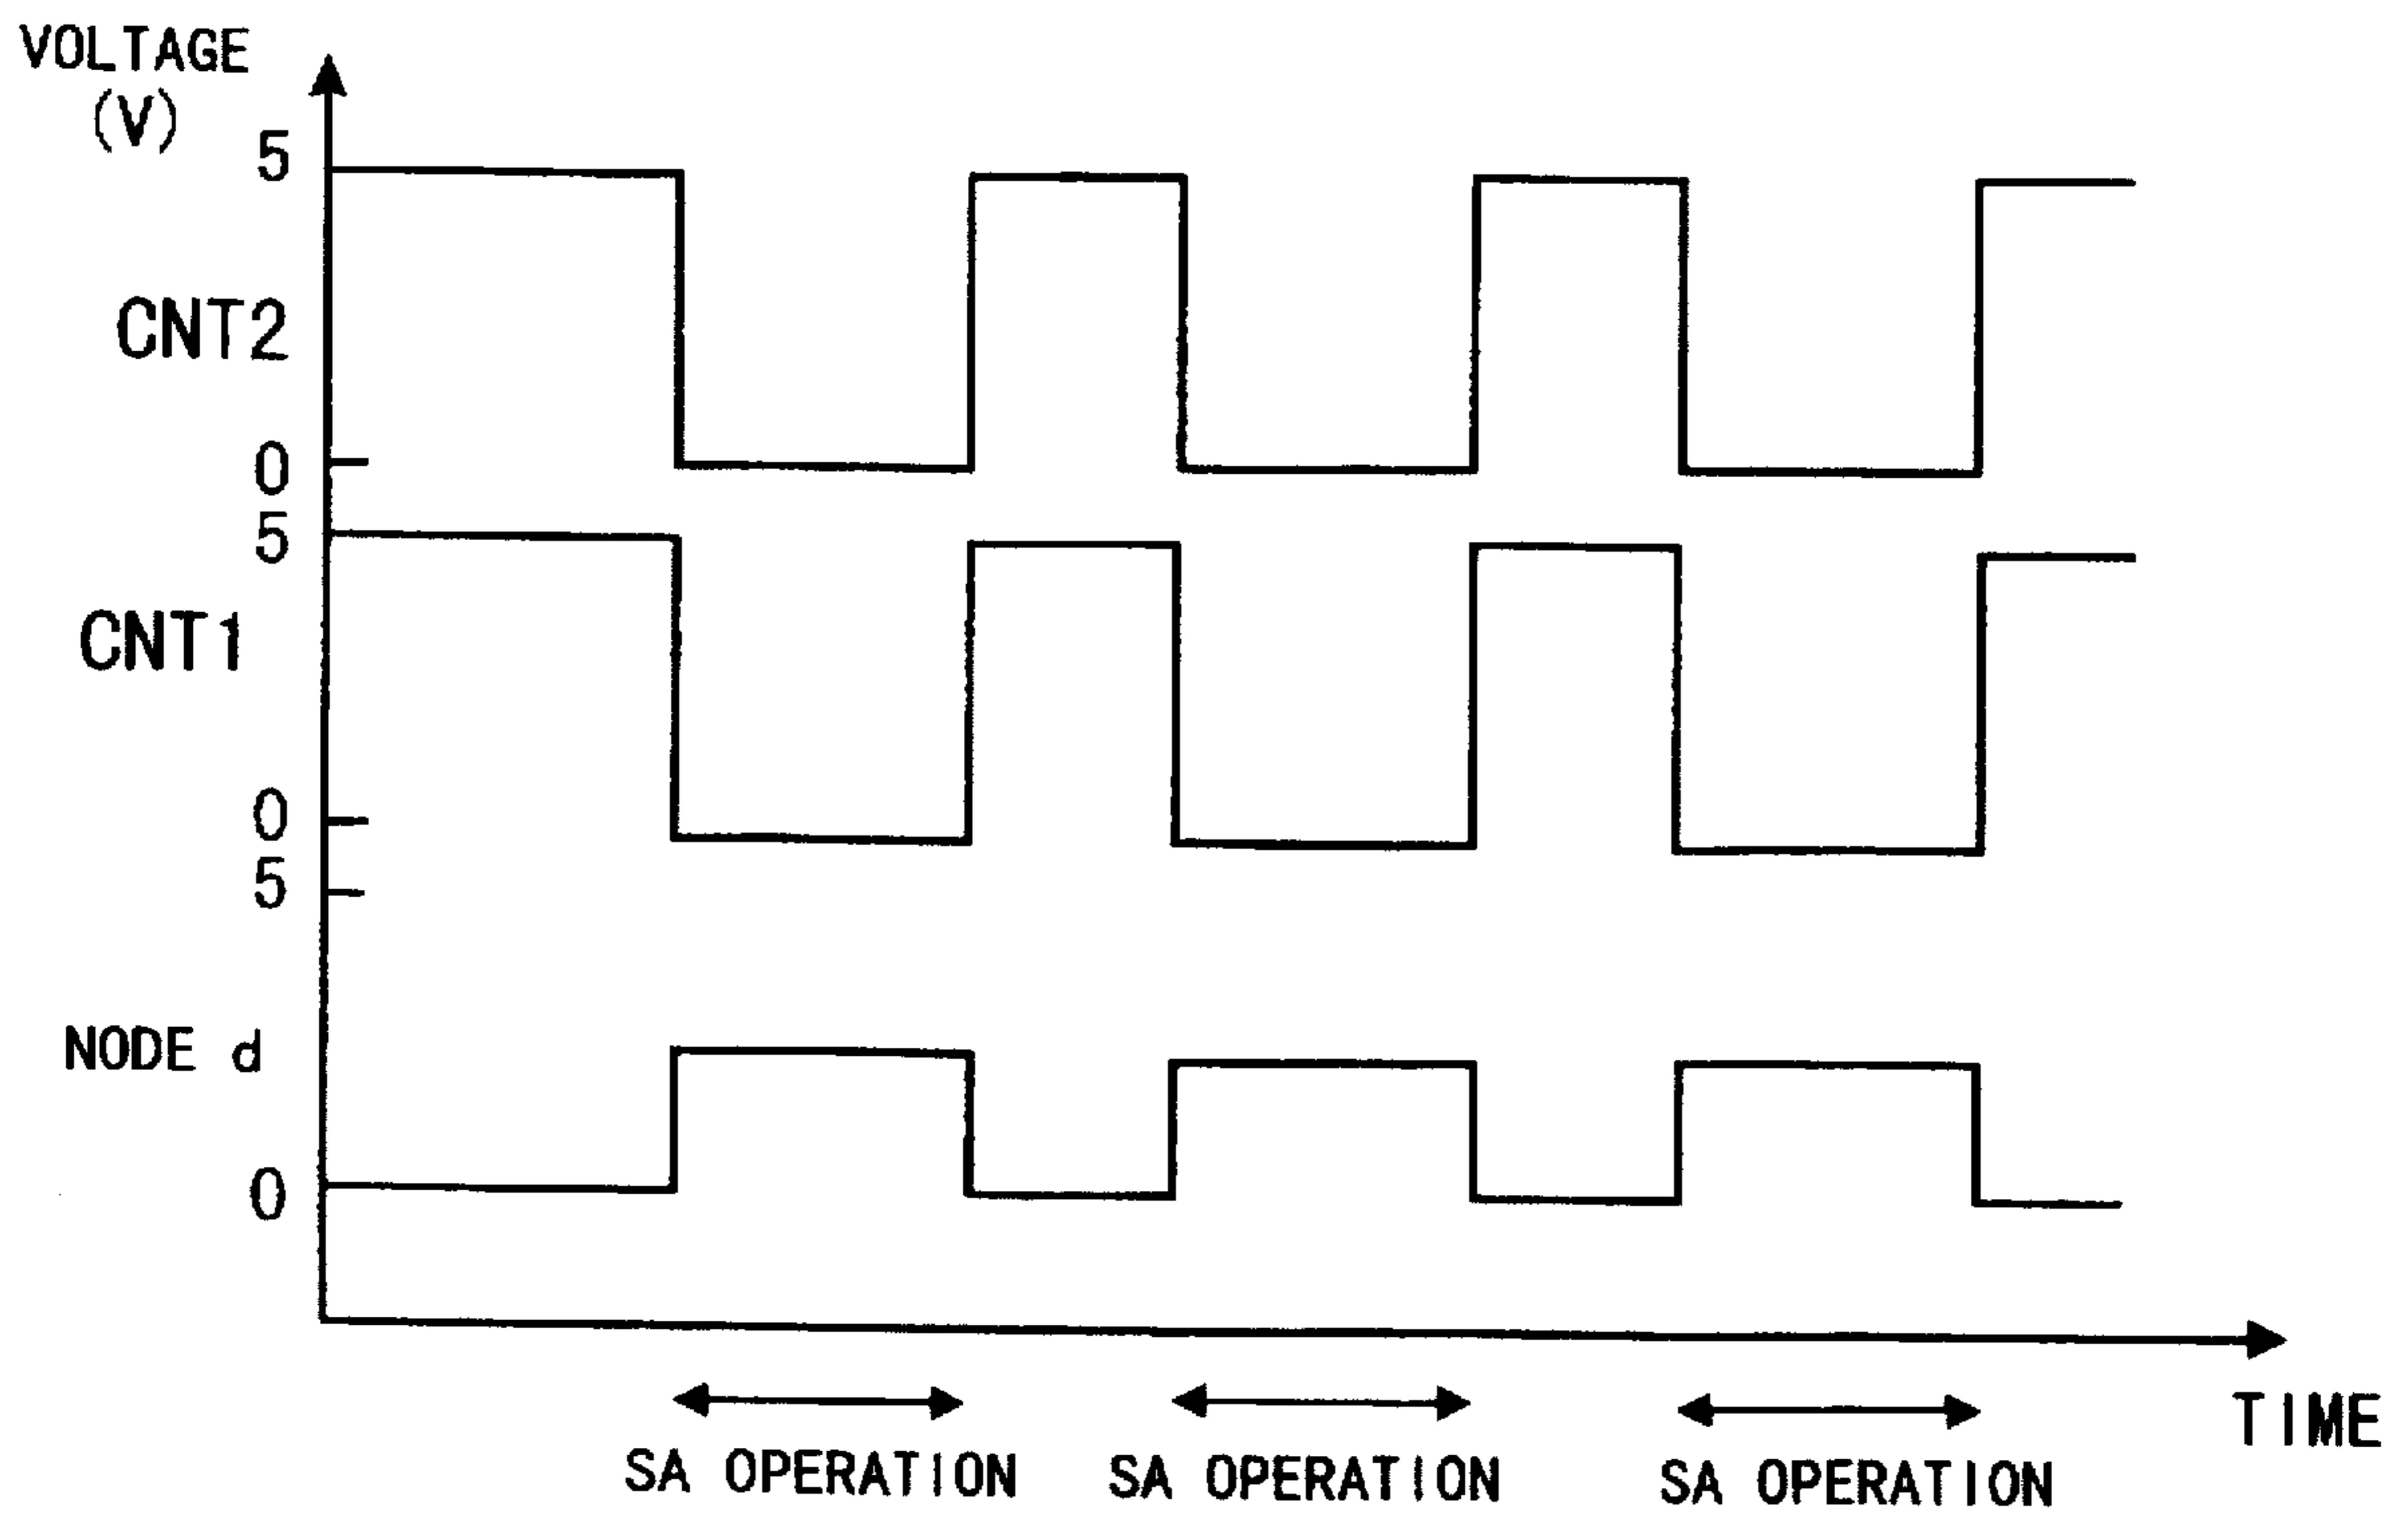 VOLTAGE
(V)
5
CNT2
0
5
CNT1
0
5
NODE d
0
TIME
SA OPERATION SA OPERATION SA OPERATION